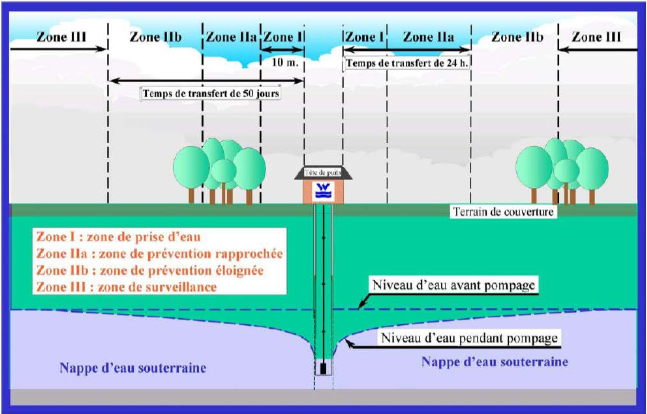 Zone III Zone IIb Zone IIa Zone I Zone I Zone IIa Zone IIb Zone III
10 m. Temps de transfert de 24 h.
Temps de transfert de 50 jours
Tête de puits
W
Terrain de couverture
Zone I : zone de prise d'eau
Zone IIa : zone de prévention rapprochée
Zone IIb : zone de prévention éloignée
Zone III : zone de surveillance
Niveau d'eau avant pompage
Niveau d'eau pendant pompage
Nappe d'eau souterraine Nappe d'eau souterraine